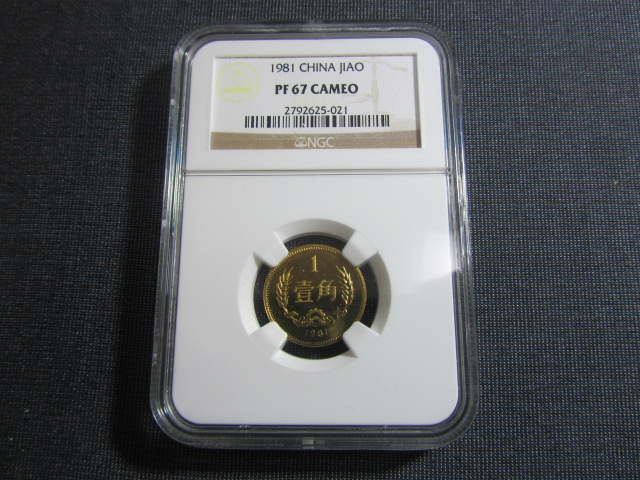 1981 CHINA JIAO
PF 67 CAMEO
2792625-021
NGC
1
壹角
1981